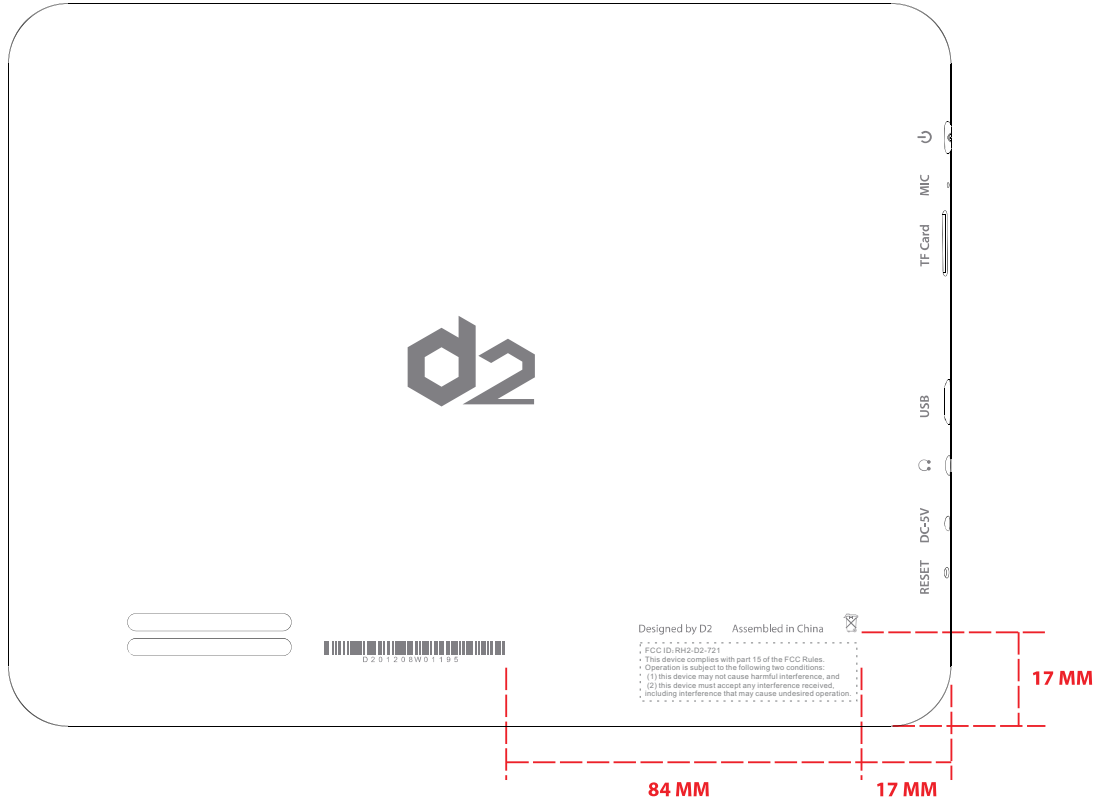 MIC
TF Card
d2
USB
DC-5V
RESET
Designed by D2 Assembled in China
D201208W01195
FCC ID: RH2-D2-721
This device complies with part 15 of the FCC Rules.
Operation is subject to the following two conditions:
(1) this device may not cause harmful interference, and
(2) this device must accept any interference received,
including interference that may cause undesired operation.
17 MM
84 MM
17 MM